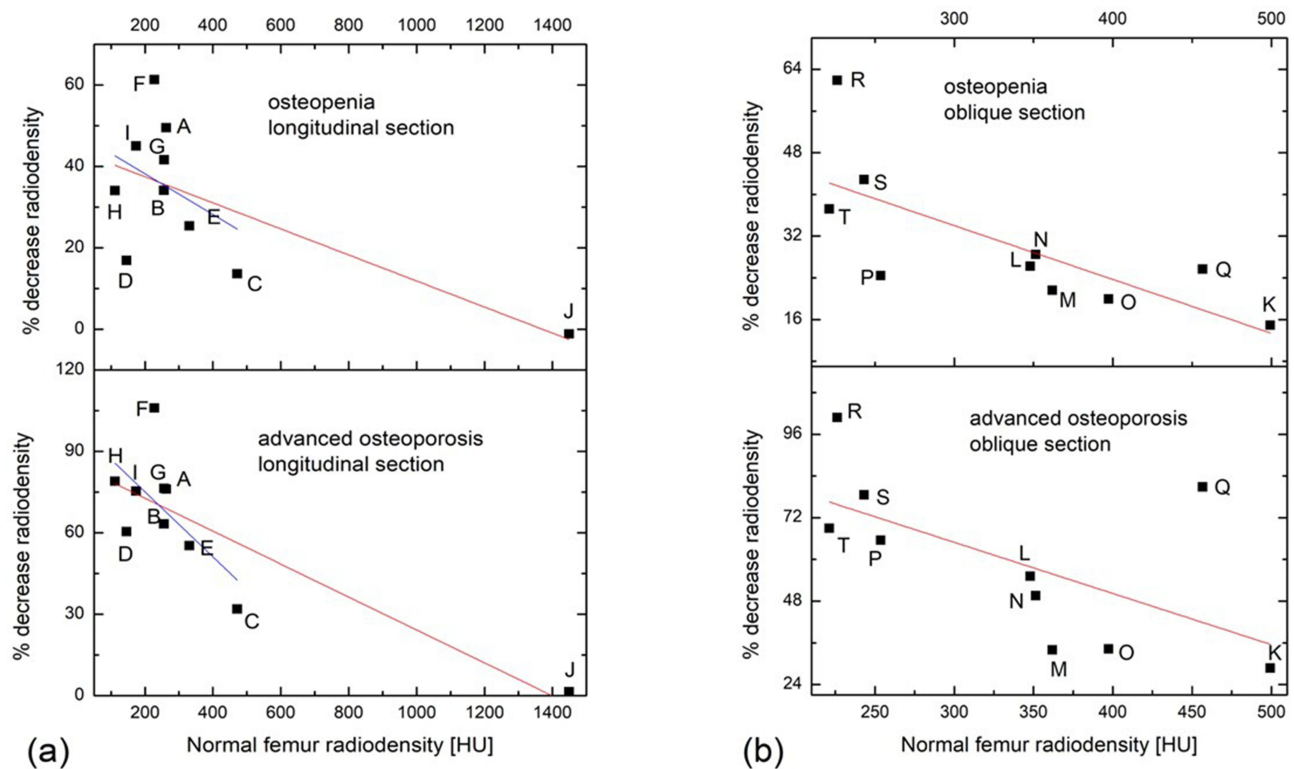 200 400 600 800 1000 1200 1400
60
40
20
0
% decrease radiodensity
osteopenia
longitudinal section
F
A
I
G
H
B
E
D
C
J
120
90
60
30
0
% decrease radiodensity
advanced osteoporosis
longitudinal section
F
H
I
G
A
B
D
E
C
J
200 400 600 800 1000 1200 1400
(a) Normal femur radiodensity [HU]
300 400 500
64
48
32
16
% decrease radiodensity
osteopenia
oblique section
R
S
T
N
P
L
Q
M
O
K
96
72
48
24
% decrease radiodensity
advanced osteoporosis
oblique section
R
S
Q
T
P
L
N
M
O
K
250 300 350 400 450 500
(b) Normal femur radiodensity [HU]